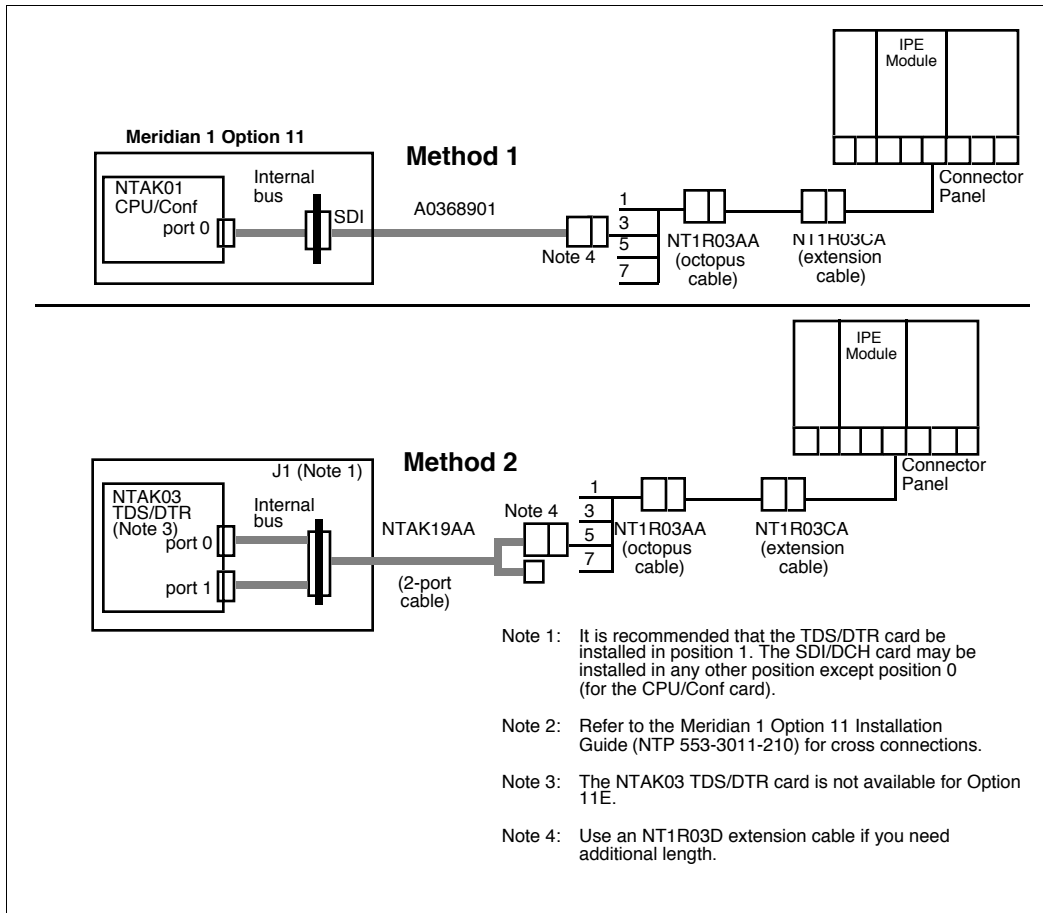 IPE
Module
Meridian 1 Option 11
Method 1
Connector
Panel
NTAK01
CPU/Conf
port 0
Internal
bus
SDI
A0368901
Note 4
1
3
5
7
NT1R03AA
(octopus
cable)
NT1R03CA
(extension
cable)
IPE
Module
Method 2
Connector
Panel
J1 (Note 1)
NTAK03
TDS/DTR
(Note 3)
port 0
port 1
Internal
bus
NTAK19AA
(2-port
cable)
Note 4
1
3
5
7
NT1R03AA
(octopus
cable)
NT1R03CA
(extension
cable)
Note 1: It is recommended that the TDS/DTR card be
installed in position 1. The SDI/DCH card may be
installed in any other position except position 0
(for the CPU/Conf card).
Note 2: Refer to the Meridian 1 Option 11 Installation
Guide (NTP 553-3011-210) for cross connections.
Note 3: The NTAK03 TDS/DTR card is not available for Option
11E.
Note 4: Use an NT1R03D extension cable if you need
additional length.